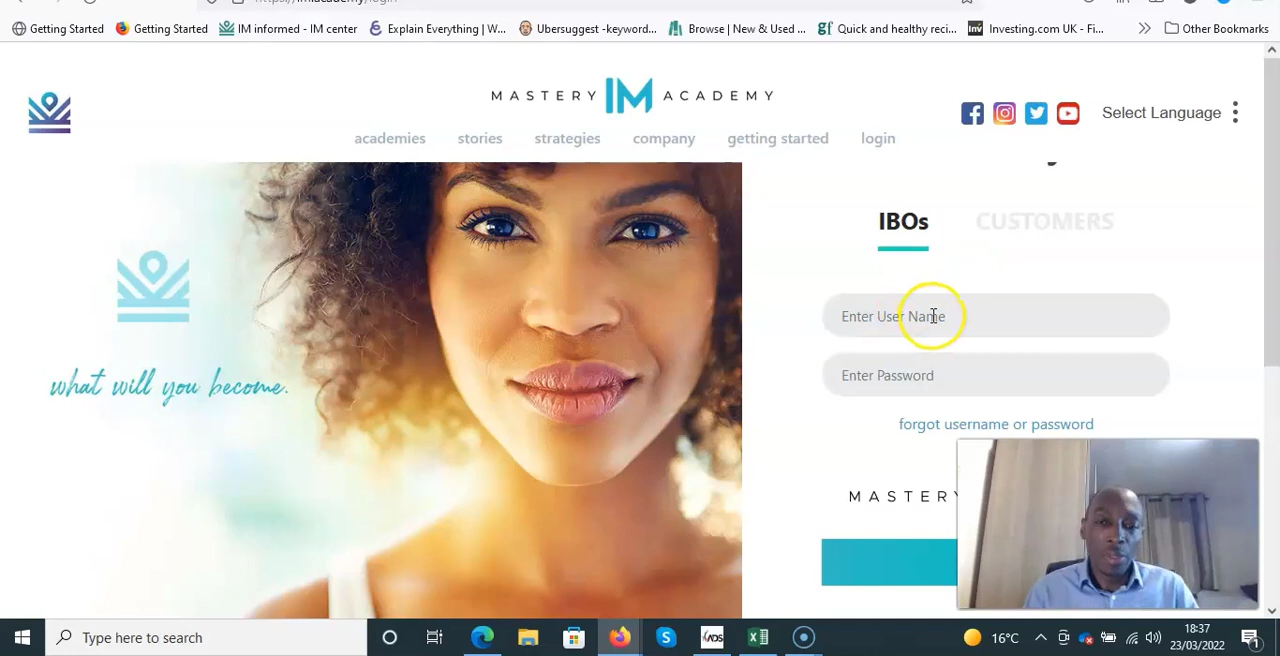 Getting Started
Getting Started
IM informed - IM center
Explain Everything | W...
Ubersuggest -keyword...
Browse | New & Used ...
Quick and healthy reci...
Investing.com UK - Fi...
Other Bookmarks
MASTERY IM ACADEMY
Select Language
academies stories strategies company getting started login
IBOs CUSTOMERS
Enter User Name
what will you become.
Enter Password
forgot username or password
MASTERY
Type here to search
ADS
16°C
18:37
23/03/2022
1